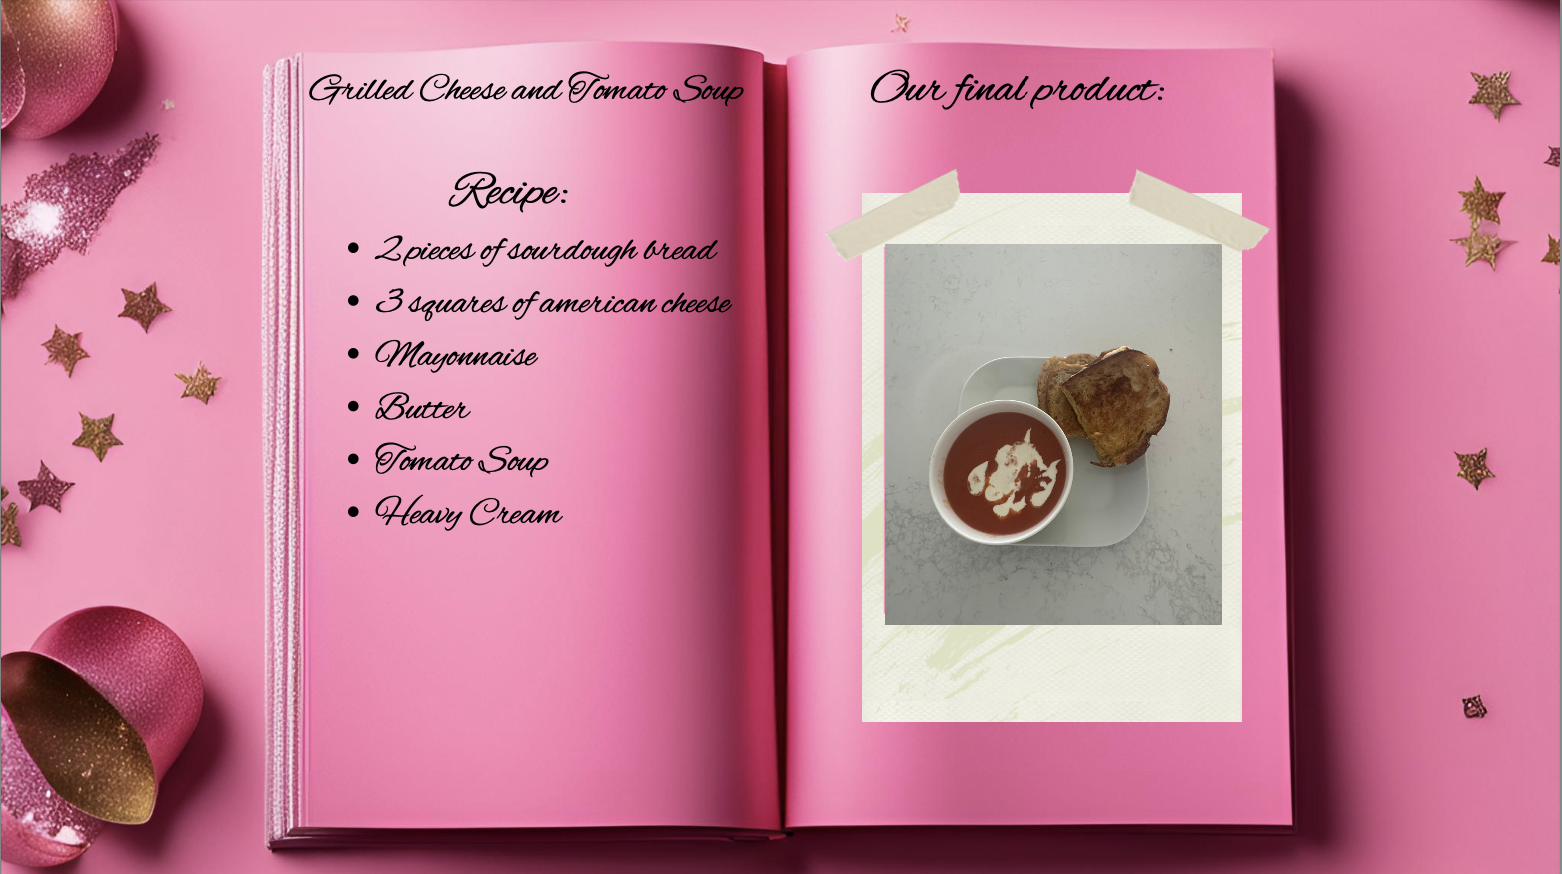 Grilled Cheese and Tomato Soup
Recipe:
• 2 pieces of sourdough bread
• 3 squares of american cheese
• Mayonnaise
• Butter
• Tomato Soup
• Heavy Cream
Our final product: